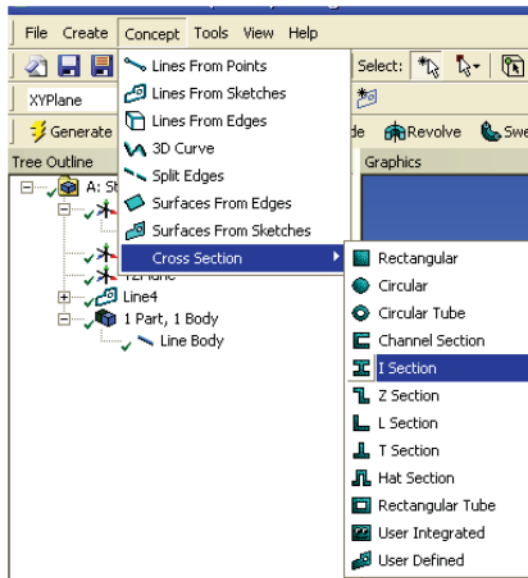 File Create Concept Tools View Help
Lines From Points
Select:
Lines From Sketches
XYPlane
Lines From Edges
Generate
Revolve
3D Curve
Tree Outline
Graphics
Split Edges
Surfaces From Edges
Surfaces From Sketches
Cross Section
Rectangular
Circular
Line4
Circular Tube
1 Part, 1 Body
Channel Section
Line Body
I Section
Z Section
L Section
T Section
Hat Section
Rectangular Tube
User Integrated
User Defined